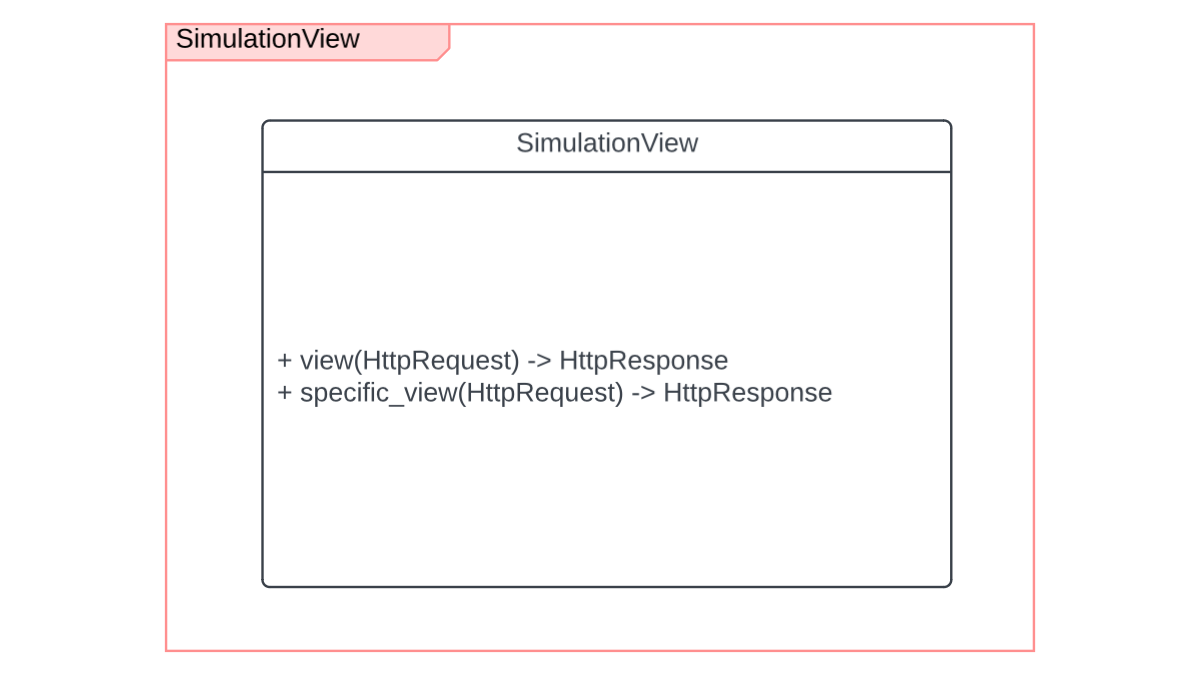 SimulationView
SimulationView
+ view(HttpRequest) -> HttpResponse
+ specific_view(HttpRequest) -> HttpResponse